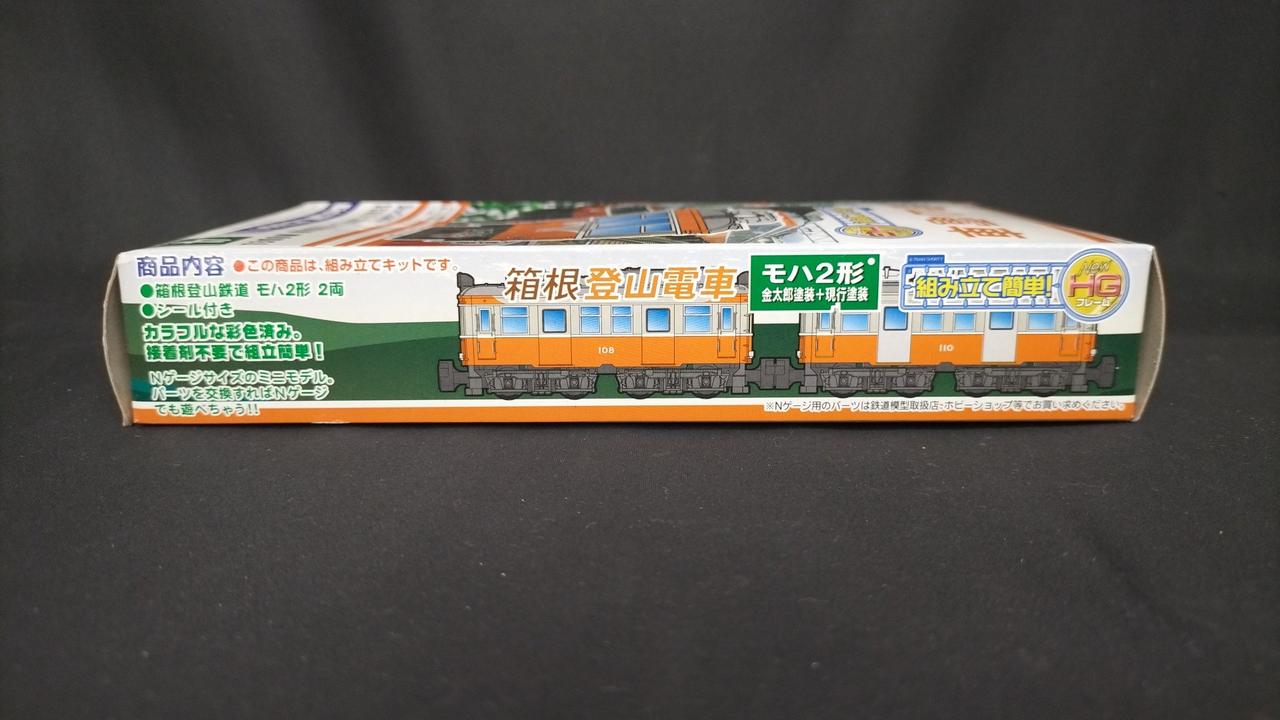 商品内容 ●この商品は、組み立てキットです。
●箱根登山鉄道 モハ2形 2両
●シール付き
カラフルな彩色済み。
接着剤不要で組立簡単！
Nゲージサイズのミニモデル。
パーツを交換すればNゲージ
でも遊べちゃう!!
箱根登山電車
モハ2形
金太郎塗装+現行塗装
組み立て簡単!
New
HG
フレーム
108
110
※Nゲージ用のパーツは鉄道模型取扱店・ホビーショップ等でお買い求めください。